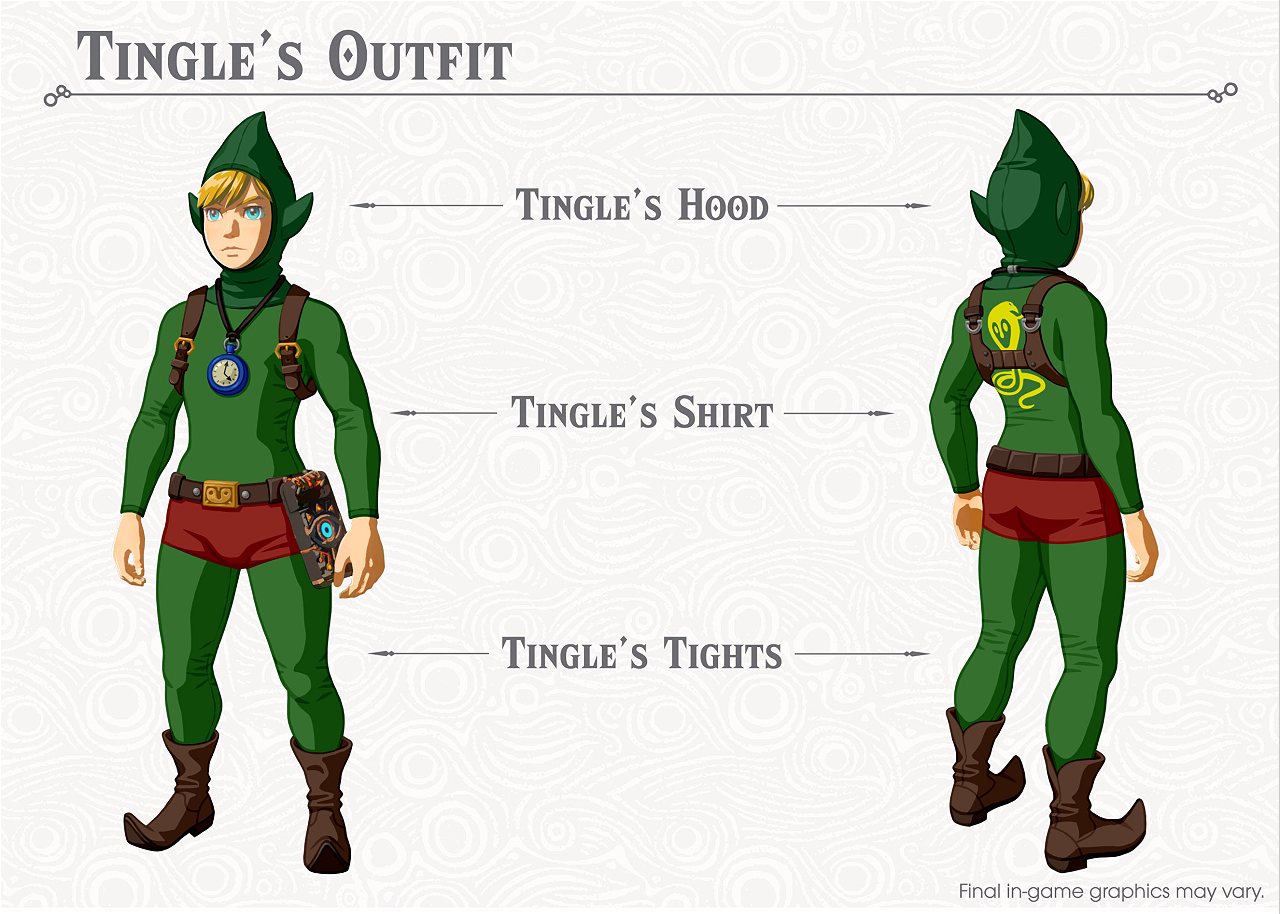 Tingle's Outfit
Tingle's Hood
Tingle's Shirt
Tingle's Tights
Final in-game graphics may vary.